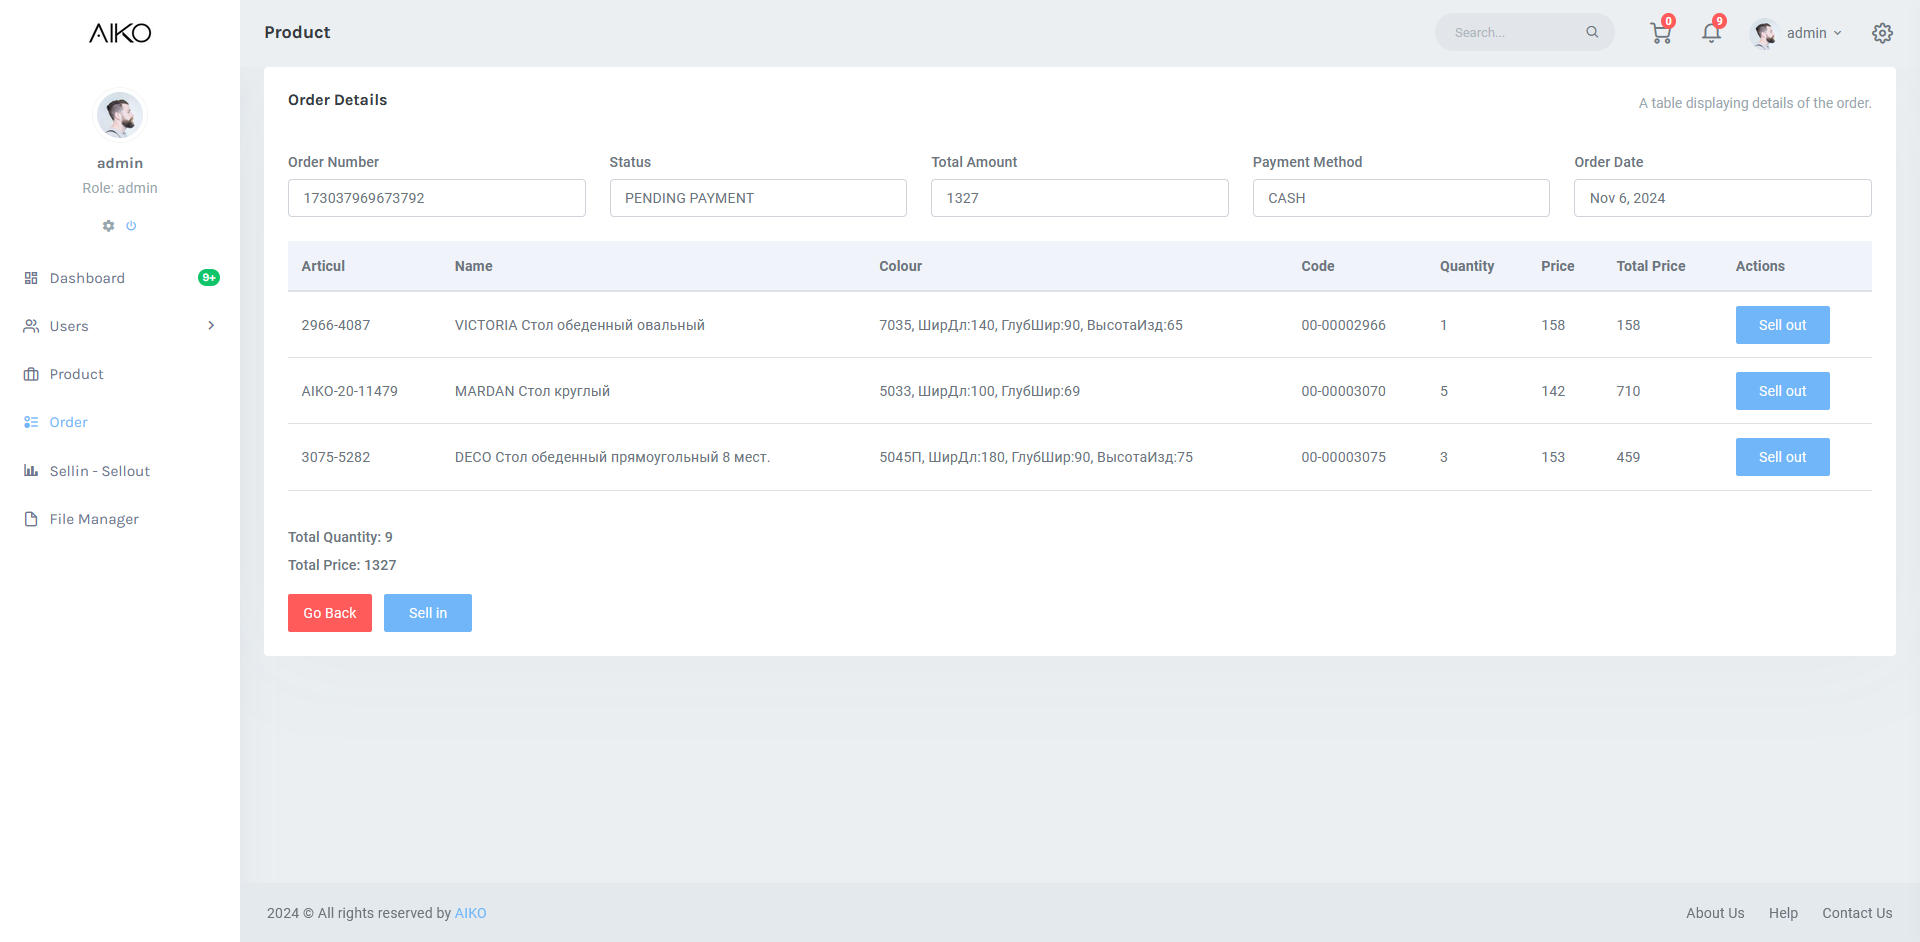 AIKO
Product
Search...
0
9
admin
admin
Role: admin
Dashboard
9+
Users
Product
Order
Sellin - Sellout
File Manager
Order Details
A table displaying details of the order.
Order Number
Status
Total Amount
Payment Method
Order Date
173037969673792
PENDING PAYMENT
1327
CASH
Nov 6, 2024
Articul Name Colour Code Quantity Price Total Price Actions
2966-4087 VICTORIA Стол обеденный овальный 7035, ШирДл:140, ГлубШир:90, ВысотаИзд:65 00-00002966 1 158 158 Sell out
AIKO-20-11479 MARDAN Стол круглый 5033, ШирДл:100, ГлубШир:69 00-00003070 5 142 710 Sell out
3075-5282 DECO Стол обеденный прямоугольный 8 мест. 5045П, ШирДл:180, ГлубШир:90, ВысотаИзд:75 00-00003075 3 153 459 Sell out
Total Quantity: 9
Total Price: 1327
Go Back
Sell in
2024 © All rights reserved by AIKO
About Us
Help
Contact Us